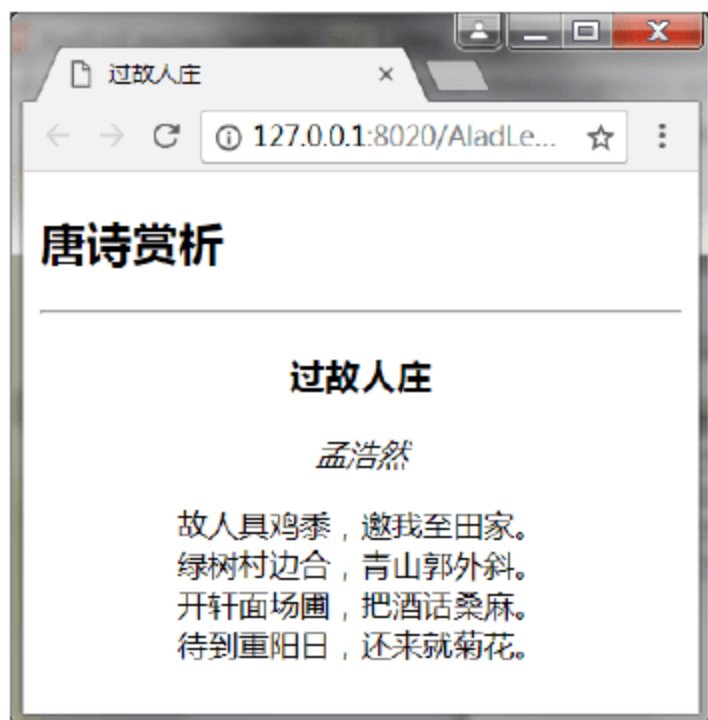 过故人庄
127.0.0.1:8020/AladLe...
唐诗赏析
过故人庄
孟浩然
故人具鸡黍，邀我至田家。
绿树村边合，青山郭外斜。
开轩面场圃，把酒话桑麻。
待到重阳日，还来就菊花。